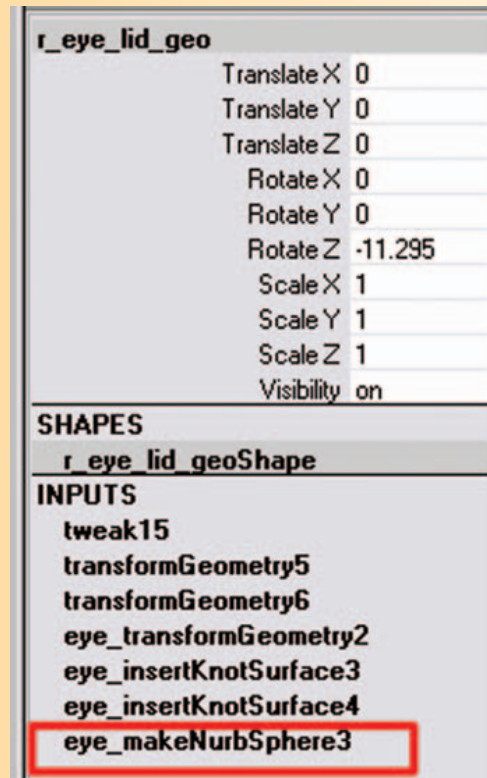 r_eye_lid_geo
Translate X 0
Translate Y 0
Translate Z 0
Rotate X 0
Rotate Y 0
Rotate Z -11.295
Scale X 1
Scale Y 1
Scale Z 1
Visibility on
SHAPES
r_eye_lid_geoShape
INPUTS
tweak15
transformGeometry5
transformGeometry6
eye_transformGeometry2
eye_insertKnotSurface3
eye_insertKnotSurface4
eye_makeNurbSphere3